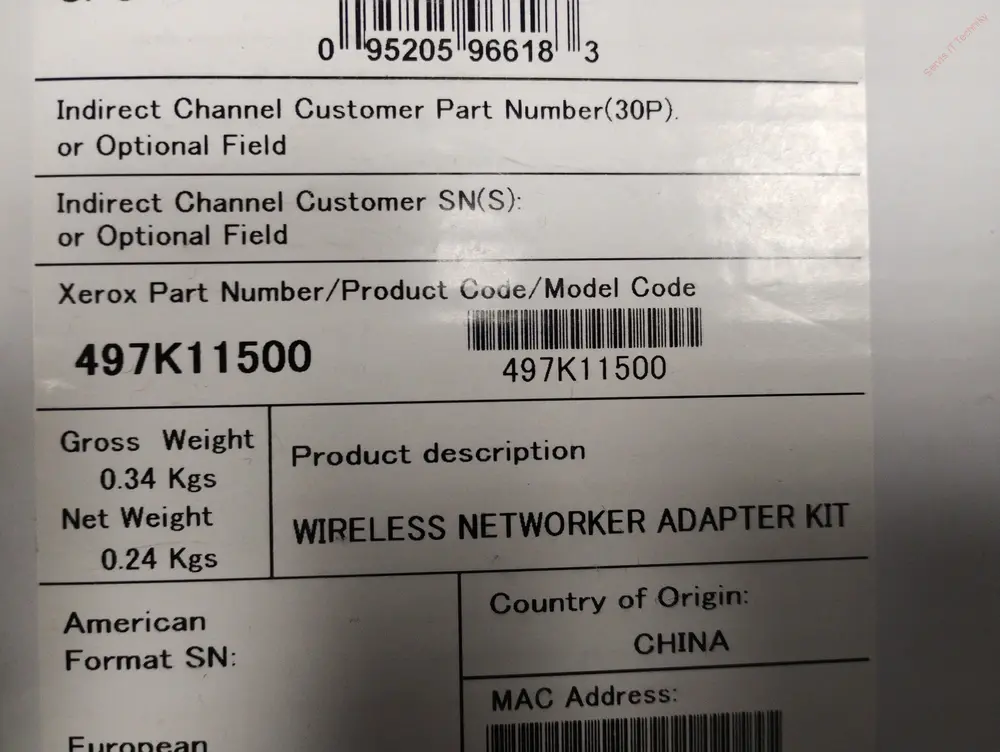 0 95205 96618 3
Indirect Channel Customer Part Number(30P).
or Optional Field
Indirect Channel Customer SN(S):
or Optional Field
Xerox Part Number/Product Code/Model Code
497K11500
497K11500
Gross Weight
0.34 Kgs
Net Weight
0.24 Kgs
Product description
WIRELESS NETWORKER ADAPTER KIT
American
Format SN:
Country of Origin:
CHINA
MAC Address:
European